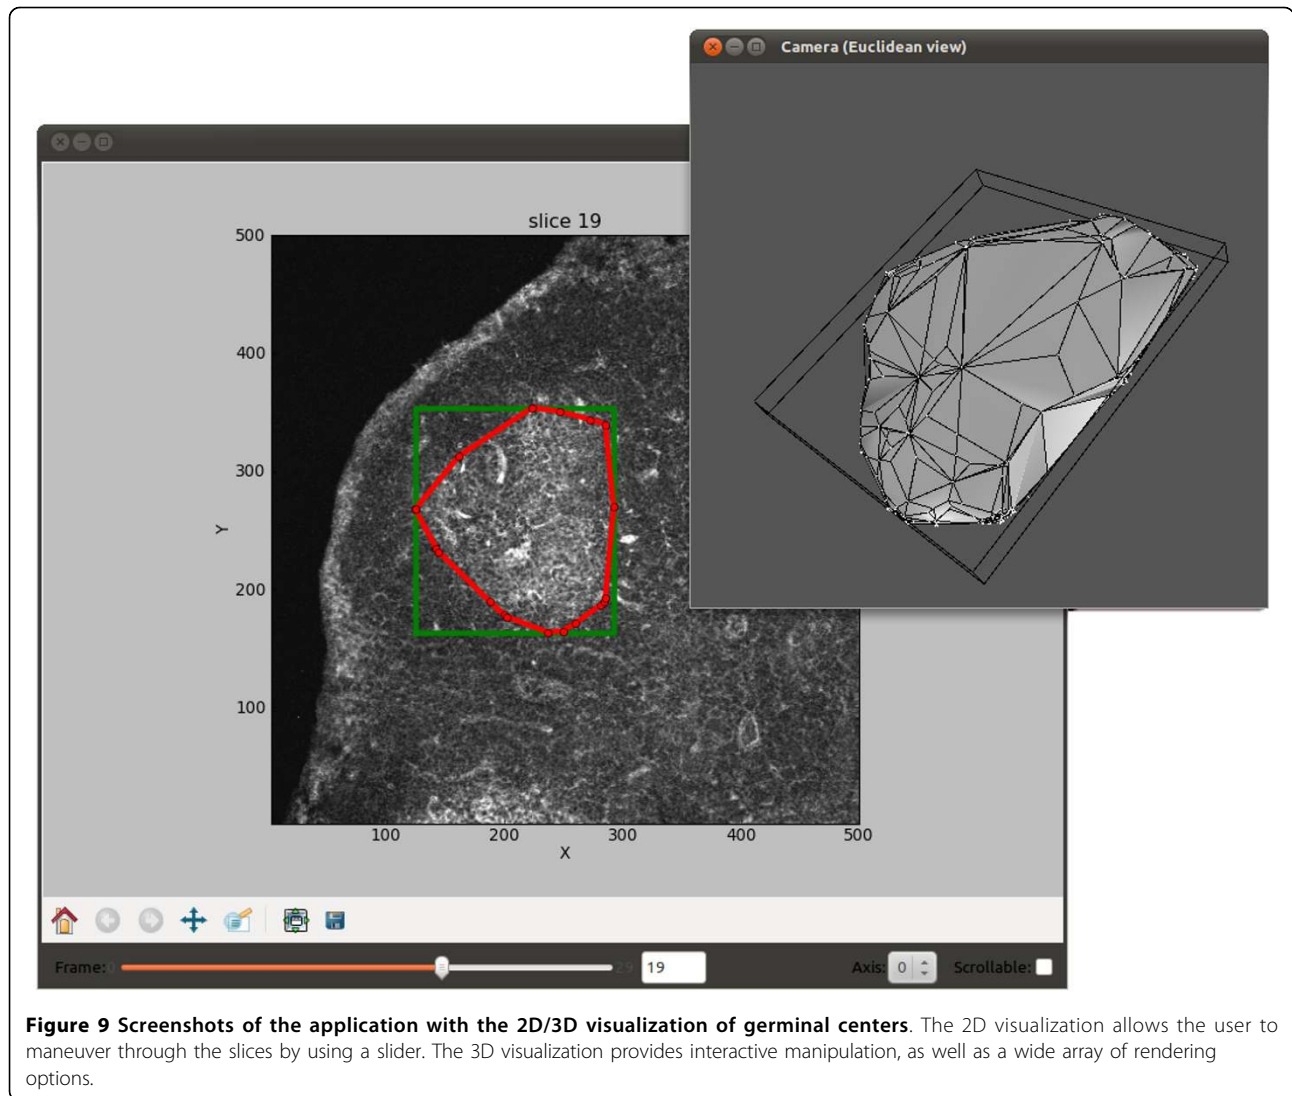 Camera (Euclidean view)
slice 19
500
400
300
200
100
Y
100 200 300 400 500
X
Frame: 0 29 19 Axis: 0 Scrollable:
Figure 9 Screenshots of the application with the 2D/3D visualization of germinal centers. The 2D visualization allows the user to
maneuver through the slices by using a slider. The 3D visualization provides interactive manipulation, as well as a wide array of rendering
options.